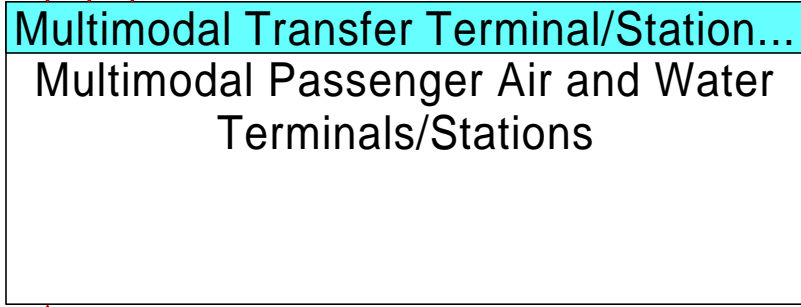 Multimodal Transfer Terminal/Station...
Multimodal Passenger Air and Water
Terminals/Stations